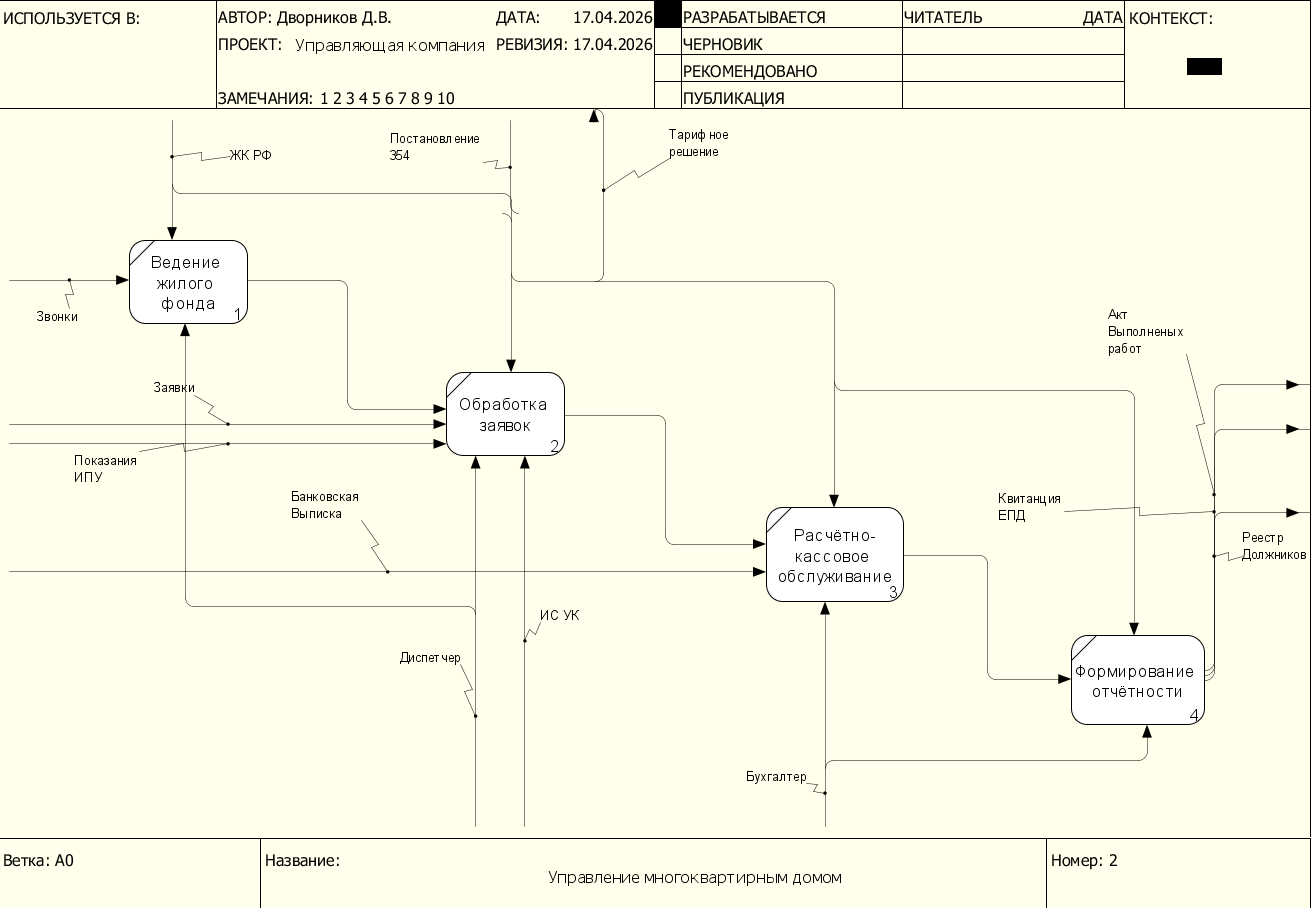 ИСПОЛЬЗУЕТСЯ В:
АВТОР: Дворников Д.В.
ДАТА: 17.04.2026
ПРОЕКТ: Управляющая компания
РЕВИЗИЯ: 17.04.2026
ЗАМЕЧАНИЯ: 1 2 3 4 5 6 7 8 9 10
РАЗРАБАТЫВАЕТСЯ
ЧЕРНОВИК
РЕКОМЕНДОВАНО
ПУБЛИКАЦИЯ
ЧИТАТЕЛЬ
ДАТА
КОНТЕКСТ:
ЖК РФ
Постановление
354
Тарифное
решение
Ведение
жилого
фонда
1
Звонки
Акт
Выполненых
работ
Заявки
Обработка
заявок
2
Показания
ИПУ
Банковская
Выписка
Квитанция
ЕПД
Расчётно-
кассовое
обслуживание
3
Реестр
Должников
ИС УК
Диспетчер
Формирование
отчётности
4
Бухгалтер
Ветка: A0
Название:
Управление многоквартирным домом
Номер: 2